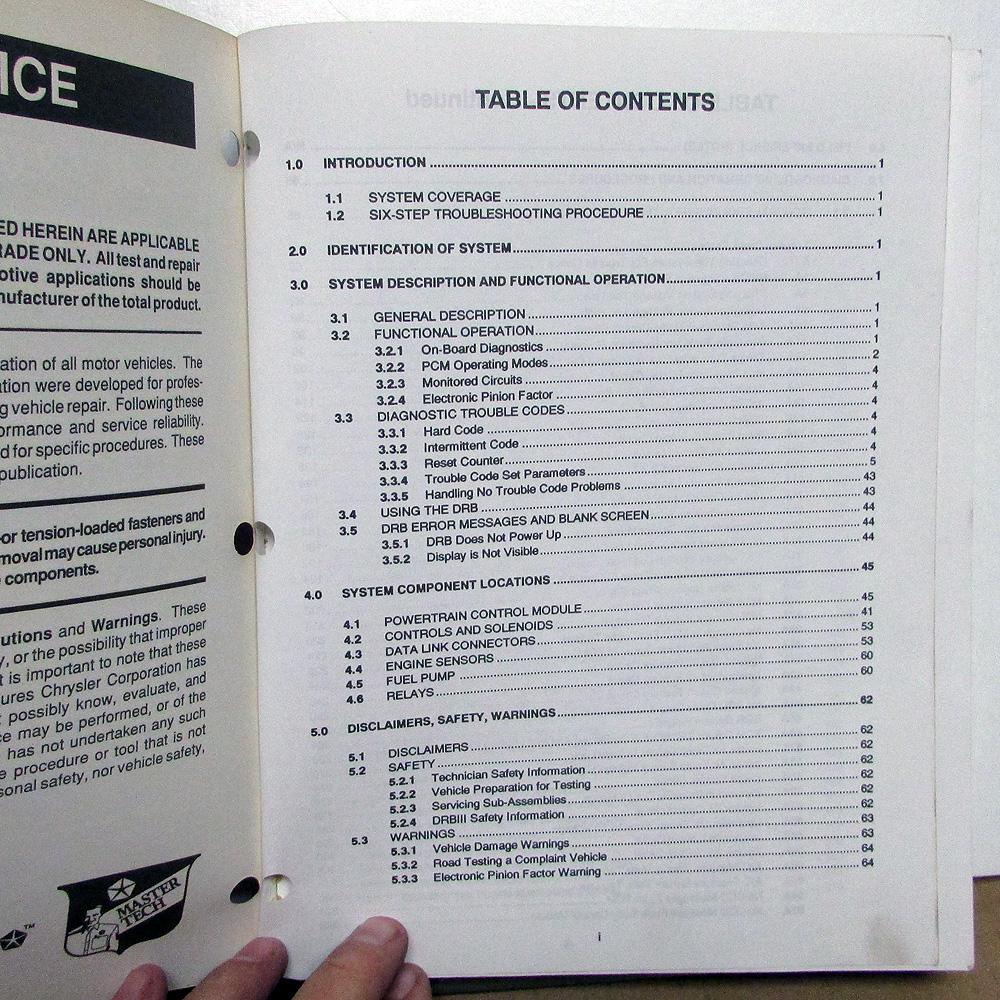 ICE
ED HEREIN ARE APPLICABLE
RADE ONLY. All test and repair
otive applications should be
nufacturer of the total product.
ation of all motor vehicles. The
ation were developed for profes-
g vehicle repair. Following these
ormance and service reliability.
d for specific procedures. These
publication.
-or tension-loaded fasteners and
moval may cause personal injury.
components.
utions and Warnings. These
y, or the possibility that improper
t is important to note that these
ures Chrysler Corporation has
possibly know, evaluate, and
ce may be performed, or of the
has not undertaken any such
e procedure or tool that is not
sonal safety, nor vehicle safety,
MASTER
TECH
TM
TABLE OF CONTENTS
1.0 INTRODUCTION 1
1.1 SYSTEM COVERAGE 1
1.2 SIX-STEP TROUBLESHOOTING PROCEDURE 1
2.0 IDENTIFICATION OF SYSTEM 1
3.0 SYSTEM DESCRIPTION AND FUNCTIONAL OPERATION 1
3.1 GENERAL DESCRIPTION 1
3.2 FUNCTIONAL OPERATION 1
3.2.1 On-Board Diagnostics 1
3.2.2 PCM Operating Modes 2
3.2.3 Monitored Circuits 4
3.2.4 Electronic Pinion Factor 4
3.3 DIAGNOSTIC TROUBLE CODES 4
3.3.1 Hard Code 4
3.3.2 Intermittent Code 4
3.3.3 Reset Counter 4
3.3.4 Trouble Code Set Parameters 5
3.3.5 Handling No Trouble Code Problems 43
3.4 USING THE DRB 43
3.5 DRB ERROR MESSAGES AND BLANK SCREEN 44
3.5.1 DRB Does Not Power Up 44
3.5.2 Display is Not Visible 44
4.0 SYSTEM COMPONENT LOCATIONS 45
4.1 POWERTRAIN CONTROL MODULE 45
4.2 CONTROLS AND SOLENOIDS 41
4.3 DATA LINK CONNECTORS 53
4.4 ENGINE SENSORS 53
4.5 FUEL PUMP 60
4.6 RELAYS 60
5.0 DISCLAIMERS, SAFETY, WARNINGS 62
5.1 DISCLAIMERS 62
5.2 SAFETY 62
5.2.1 Technician Safety Information 62
5.2.2 Vehicle Preparation for Testing 62
5.2.3 Servicing Sub-Assemblies 62
5.2.4 DRBIII Safety Information 62
5.3 WARNINGS 63
5.3.1 Vehicle Damage Warnings 63
5.3.2 Road Testing a Complaint Vehicle 64
5.3.3 Electronic Pinion Factor Warning 64
i